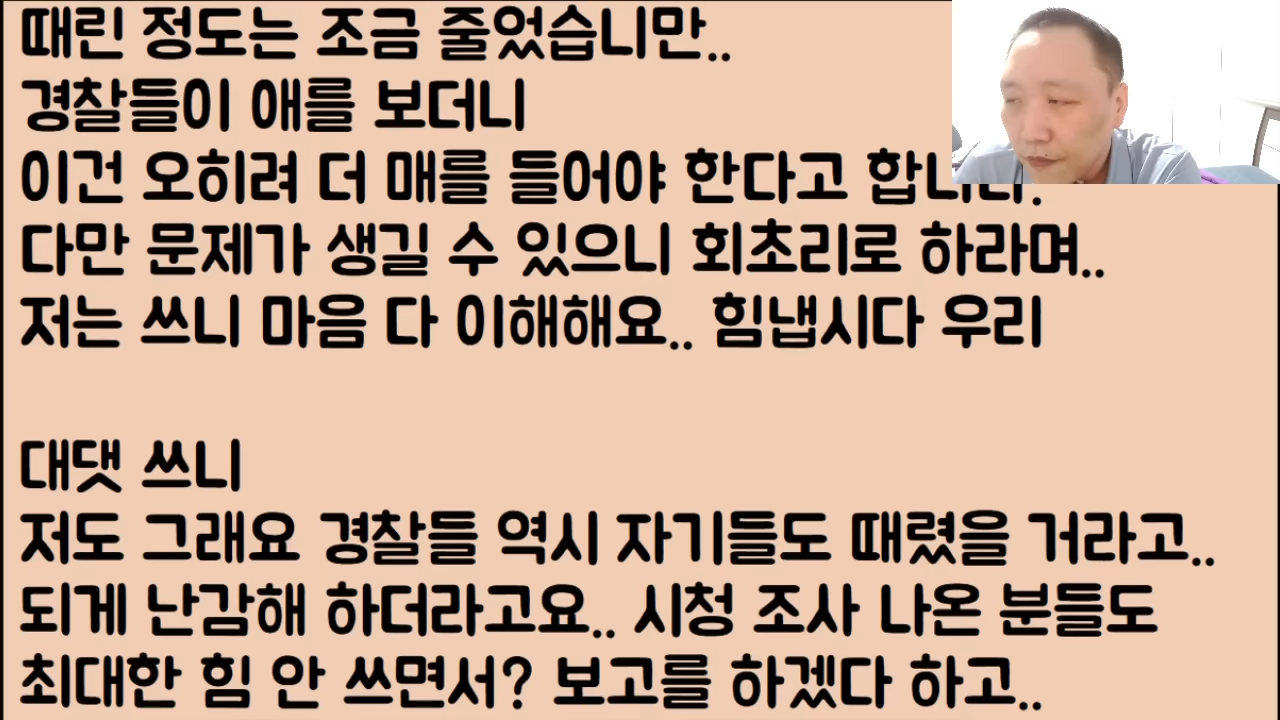 때린 정도는 조금 줄었습니만..
경찰들이 애를 보더니
이건 오히려 더 매를 들어야 한다고 합니다.
다만 문제가 생길 수 있으니 회초리로 하라며..
저는 쓰니 마음 다 이해해요.. 힘냅시다 우리
대댓 쓰니
저도 그래요 경찰들 역시 자기들도 때렸을 거라고..
되게 난감해 하더라고요.. 시청 조사 나온 분들도
최대한 힘 안 쓰면서? 보고를 하겠다 하고..